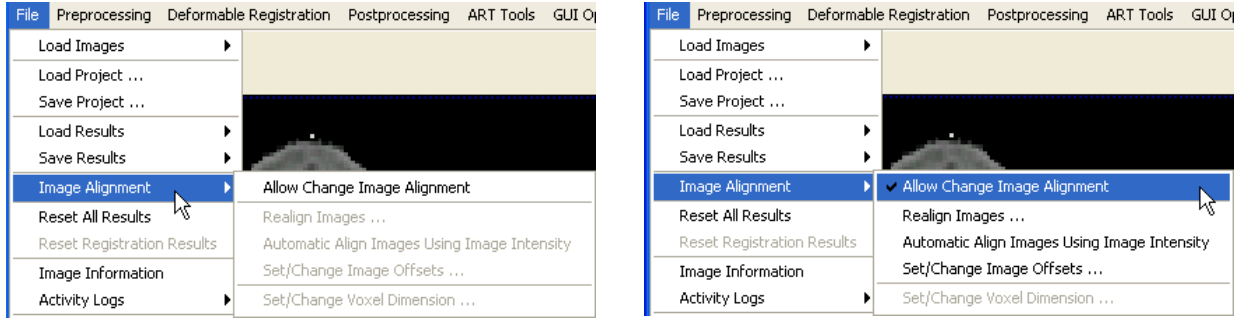 File Preprocessing Deformable Registration Postprocessing ART Tools GUI
Load Images
Load Project ...
Save Project ...
Load Results
Save Results
Image Alignment
Allow Change Image Alignment
Reset All Results
Realign Images ...
Reset Registration Results
Automatic Align Images Using Image Intensity
Image Information
Set/Change Image Offsets ...
Activity Logs
Set/Change Voxel Dimension ...
File Preprocessing Deformable Registration Postprocessing ART Tools GUI
Load Images
Load Project ...
Save Project ...
Load Results
Save Results
Image Alignment
✔ Allow Change Image Alignment
Reset All Results
Realign Images ...
Reset Registration Results
Automatic Align Images Using Image Intensity
Image Information
Set/Change Image Offsets ...
Activity Logs
Set/Change Voxel Dimension ...